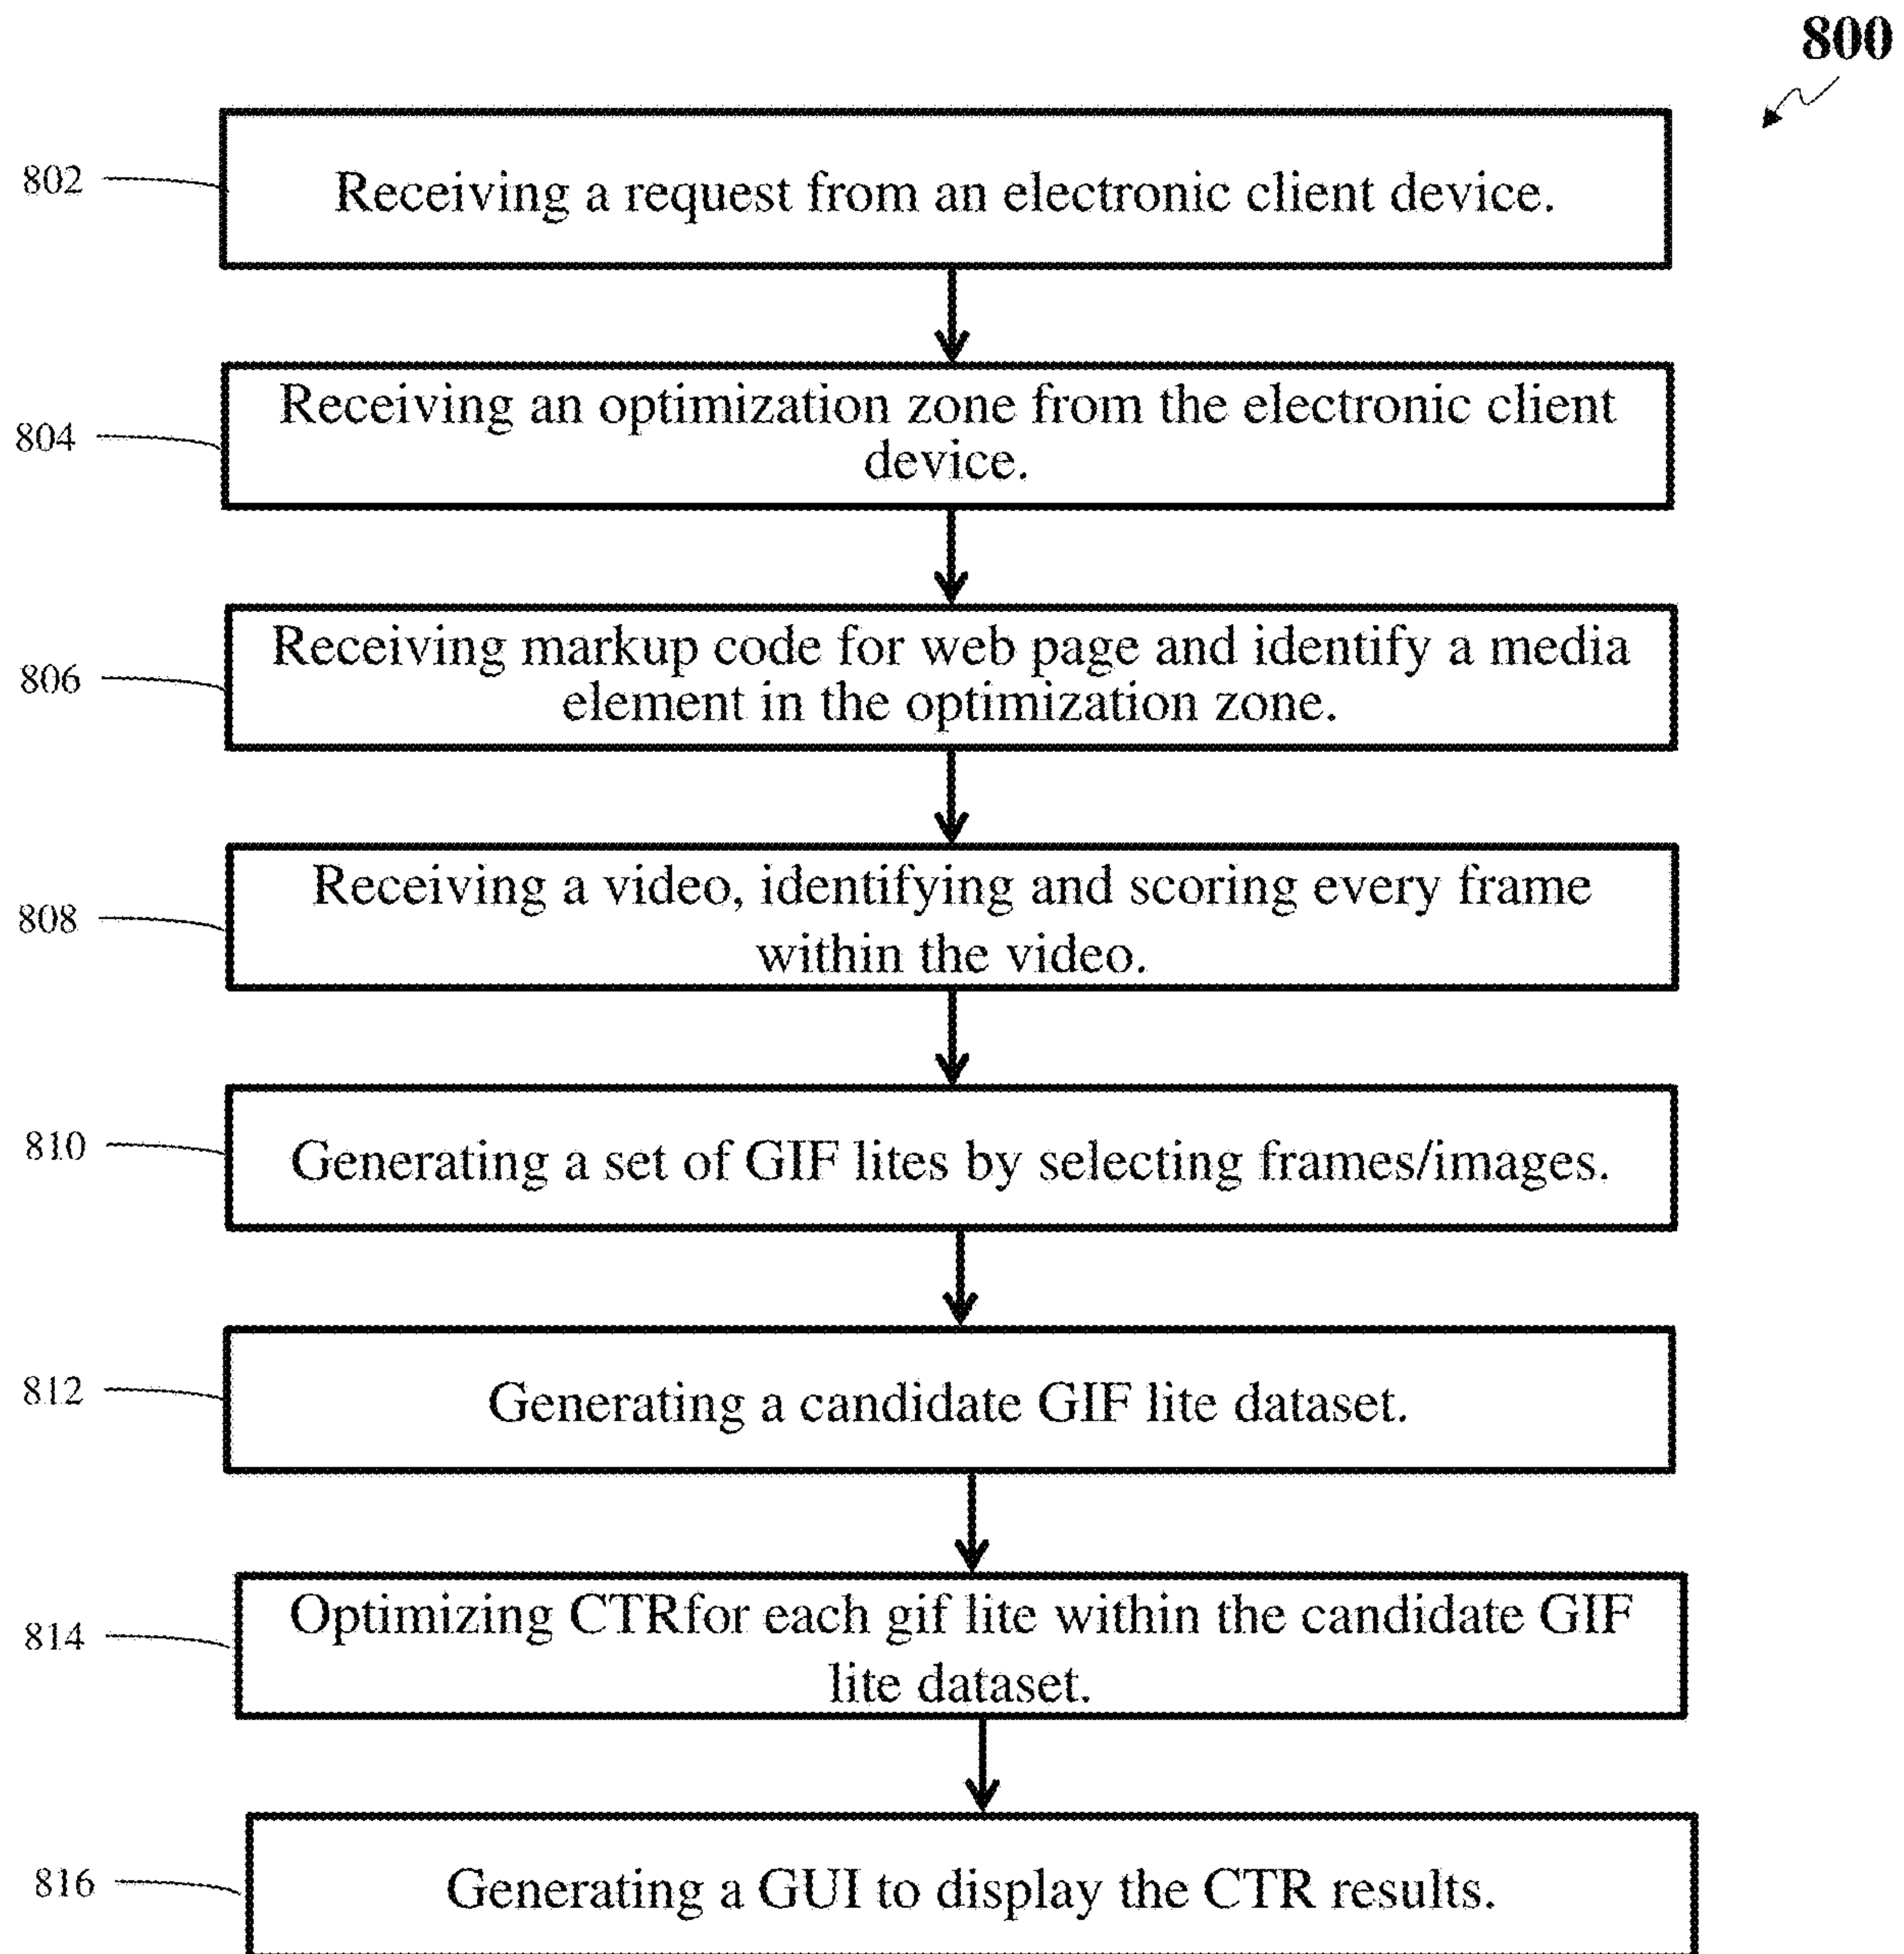 800
802
Receiving a request from an electronic client device.
804
Receiving an optimization zone from the electronic client
device.
806
Receiving markup code for web page and identify a media
element in the optimization zone.
808
Receiving a video, identifying and scoring every frame
within the video.
810
Generating a set of GIF lites by selecting frames/images.
812
Generating a candidate GIF lite dataset.
814
Optimizing CTRfor each gif lite within the candidate GIF
lite dataset.
816
Generating a GUI to display the CTR results.